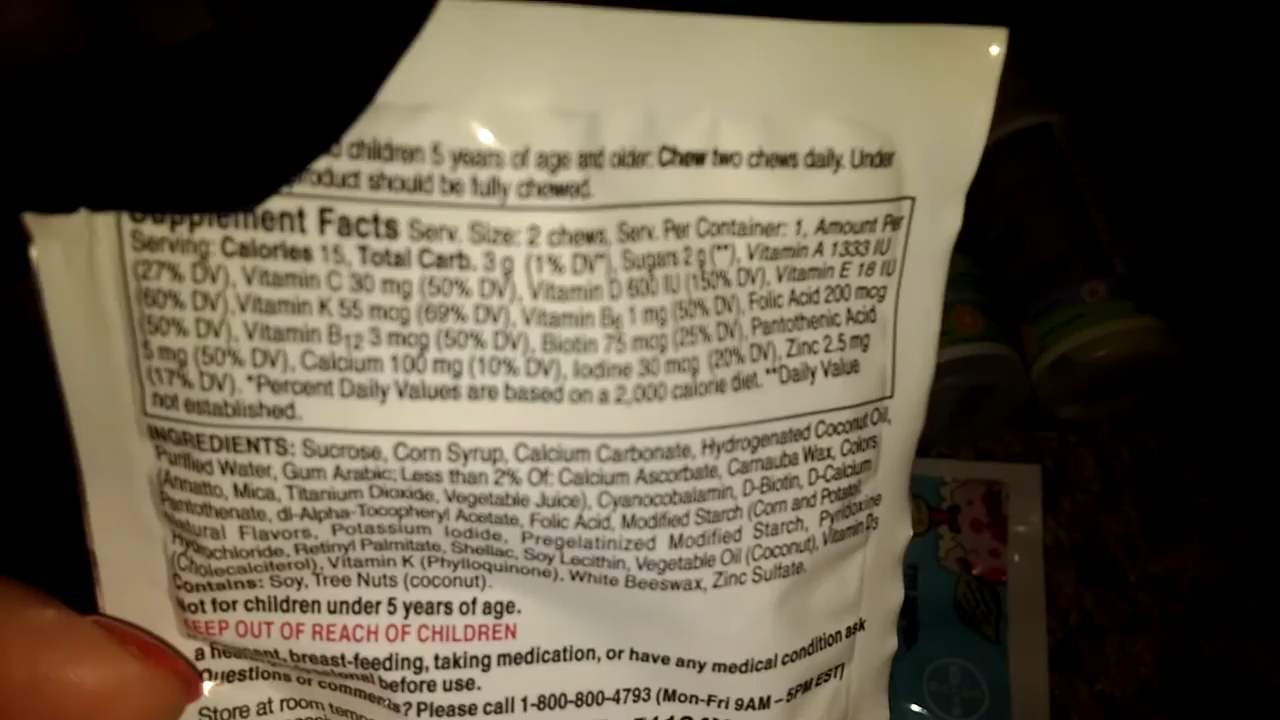 children 5 years of age and older: Chew two chews daily. Under
product should be fully chewed.
Supplement Facts Serv. Size: 2 chews, Serv. Per Container: 1, Amount Per
Serving: Calories 15, Total Carb. 3 g (1% DV*), Sugars 2 g (**), Vitamin A 1333 IU
(27% DV), Vitamin C 30 mg (50% DV), Vitamin D 600 IU (150% DV), Vitamin E 18 IU
(60% DV), Vitamin K 55 mcg (69% DV), Vitamin B6 1 mg (50% DV), Folic Acid 200 mcg
(50% DV), Vitamin B12 3 mcg (50% DV), Biotin 75 mcg (25% DV), Pantothenic Acid
5 mg (50% DV), Calcium 100 mg (10% DV), Iodine 30 mcg (20% DV), Zinc 2.5 mg
(17% DV). *Percent Daily Values are based on a 2,000 calorie diet. **Daily Value
not established.
INGREDIENTS: Sucrose, Corn Syrup, Calcium Carbonate, Hydrogenated Coconut Oil,
Purified Water, Gum Arabic; Less than 2% Of: Calcium Ascorbate, Carnauba Wax, Colors
(Annatto, Mica, Titanium Dioxide, Vegetable Juice), Cyanocobalamin, D-Biotin, D-Calcium
Pantothenate, dl-Alpha-Tocopheryl Acetate, Folic Acid, Modified Starch (Corn and Potato),
Natural Flavors, Potassium Iodide, Pregelatinized Modified Starch, Pyridoxine
Hydrochloride, Retinyl Palmitate, Shellac, Soy Lecithin, Vegetable Oil (Coconut), Vitamin D3
(Cholecalciferol), Vitamin K (Phylloquinone), White Beeswax, Zinc Sulfate.
Contains: Soy, Tree Nuts (coconut).
Not for children under 5 years of age.
KEEP OUT OF REACH OF CHILDREN
breast-feeding, taking medication, or have any medical condition ask
before use.
Questions or comments? Please call 1-800-800-4793 (Mon-Fri 9AM – 5PM EST)
Store at room